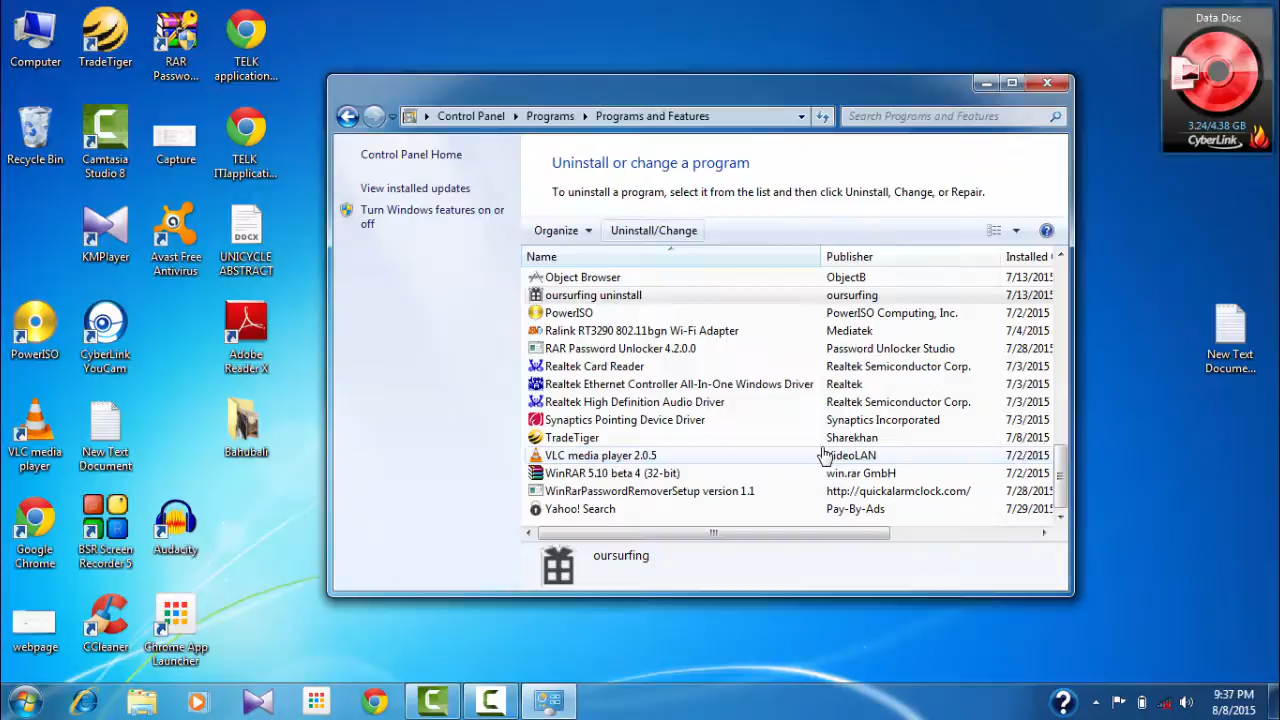 Computer
TradeTiger
RAR
Passwo...
TELK
application...
Recycle Bin
Camtasia
Studio 8
Capture
TELK
ITIapplicati...
KMPlayer
Avast Free
Antivirus
DOCX
UNICYCLE
ABSTRACT
PowerISO
CyberLink
YouCam
Adobe
Reader X
VLC media
player
New Text
Document
Bahubali
Google
Chrome
BSR Screen
Recorder 5
Audacity
webpage
CCleaner
Chrome App
Launcher
Control Panel
Programs
Programs and Features
Search Programs and Features
Control Panel Home
View installed updates
Turn Windows features on or
off
Uninstall or change a program
To uninstall a program, select it from the list and then click Uninstall, Change, or Repair.
Organize
Uninstall/Change
Name Publisher Installed
Object Browser ObjectB 7/13/2015
oursurfing uninstall oursurfing 7/13/2015
PowerISO PowerISO Computing, Inc. 7/2/2015
Ralink RT3290 802.11bgn Wi-Fi Adapter Mediatek 7/4/2015
RAR Password Unlocker 4.2.0.0 Password Unlocker Studio 7/28/2015
Realtek Card Reader Realtek Semiconductor Corp. 7/3/2015
Realtek Ethernet Controller All-In-One Windows Driver Realtek 7/3/2015
Realtek High Definition Audio Driver Realtek Semiconductor Corp. 7/3/2015
Synaptics Pointing Device Driver Synaptics Incorporated 7/3/2015
TradeTiger Sharekhan 7/8/2015
VLC media player 2.0.5 VideoLAN 7/2/2015
WinRAR 5.10 beta 4 (32-bit) win.rar GmbH 7/2/2015
WinRarPasswordRemoverSetup version 1.1 http://quickalarmclock.com/ 7/28/2015
Yahoo! Search Pay-By-Ads 7/29/2015
oursurfing
Data Disc
3.24/4.38 GB
CyberLink
New Text
Docume...
9:37 PM
8/8/2015